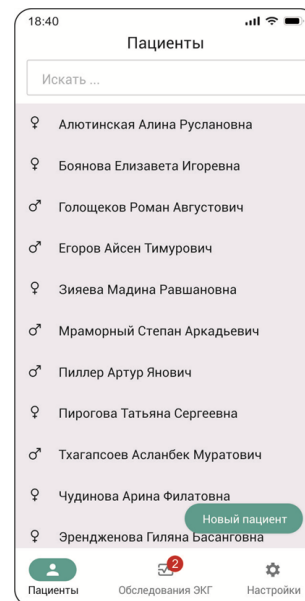 18:40
Пациенты
Искать ...
Алютинская Алина Руслановна
Боянова Елизавета Игоревна
Голощеков Роман Августович
Егоров Айсен Тимурович
Зияева Мадина Равшановна
Мраморный Степан Аркадьевич
Пиллер Артур Янович
Пирогова Татьяна Сергеевна
Тхагапсоев Асланбек Муратович
Чудинова Арина Филатовна
Новый пациент
Эрендженова Гиляна Басанговна
2
Пациенты
Обследования ЭКГ
Настройки